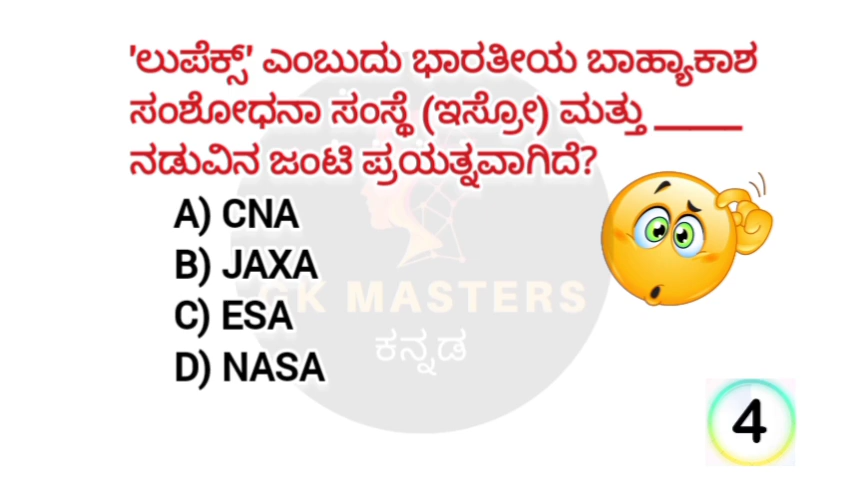 'ಲುಪೆಕ್ಸ್' ಎಂಬುದು ಭಾರತೀಯ ಬಾಹ್ಯಾಕಾಶ
ಸಂಶೋಧನಾ ಸಂಸ್ಥೆ (ಇಸ್ರೋ) ಮತ್ತು _____
ನಡುವಿನ ಜಂಟಿ ಪ್ರಯತ್ನವಾಗಿದೆ?
A) CNA
B) JAXA
C) ESA
D) NASA
GK MASTERS
ಕನ್ನಡ
4